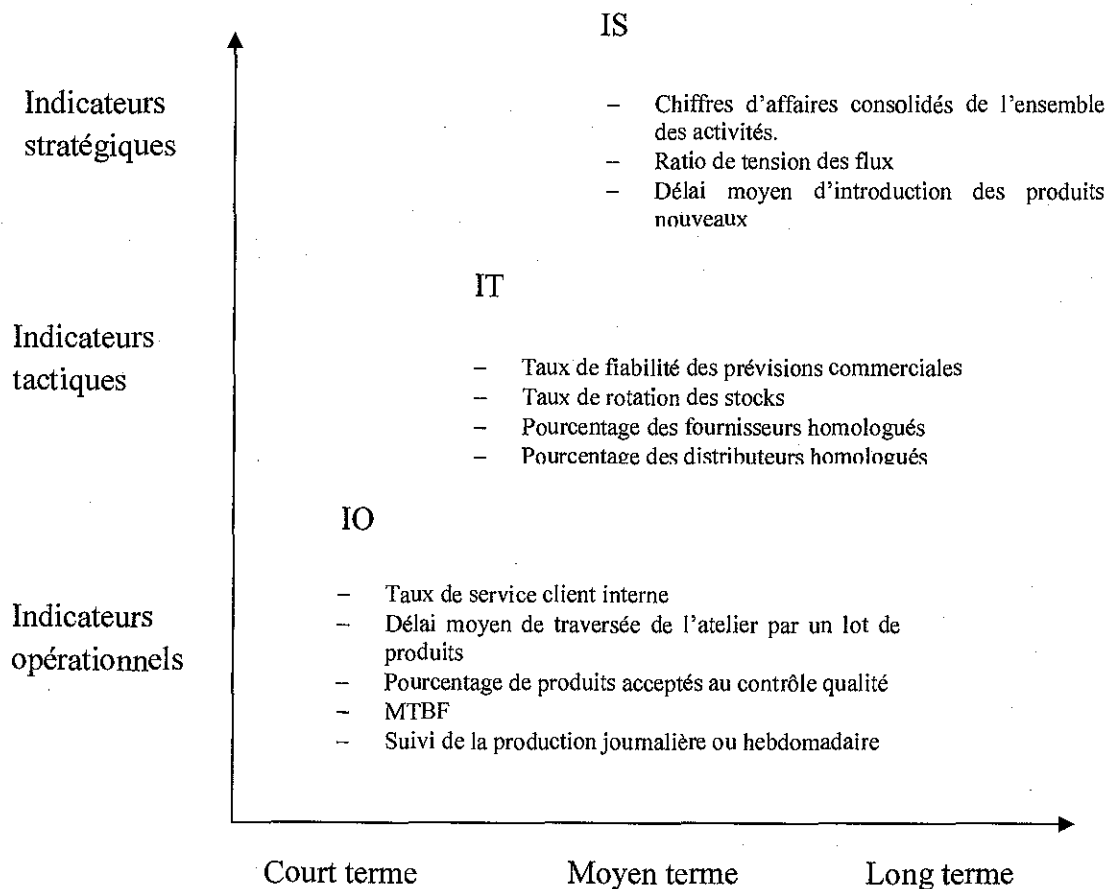 IS
Indicateurs
stratégiques
– Chiffres d'affaires consolidés de l'ensemble
des activités.
– Ratio de tension des flux
– Délai moyen d'introduction des produits
nouveaux
IT
Indicateurs
tactiques
– Taux de fiabilité des prévisions commerciales
– Taux de rotation des stocks
– Pourcentage des fournisseurs homologués
– Pourcentage des distributeurs homologués
IO
Indicateurs
opérationnels
– Taux de service client interne
– Délai moyen de traversée de l'atelier par un lot de
produits
– Pourcentage de produits acceptés au contrôle qualité
– MTBF
– Suivi de la production journalière ou hebdomadaire
Court terme Moyen terme Long terme